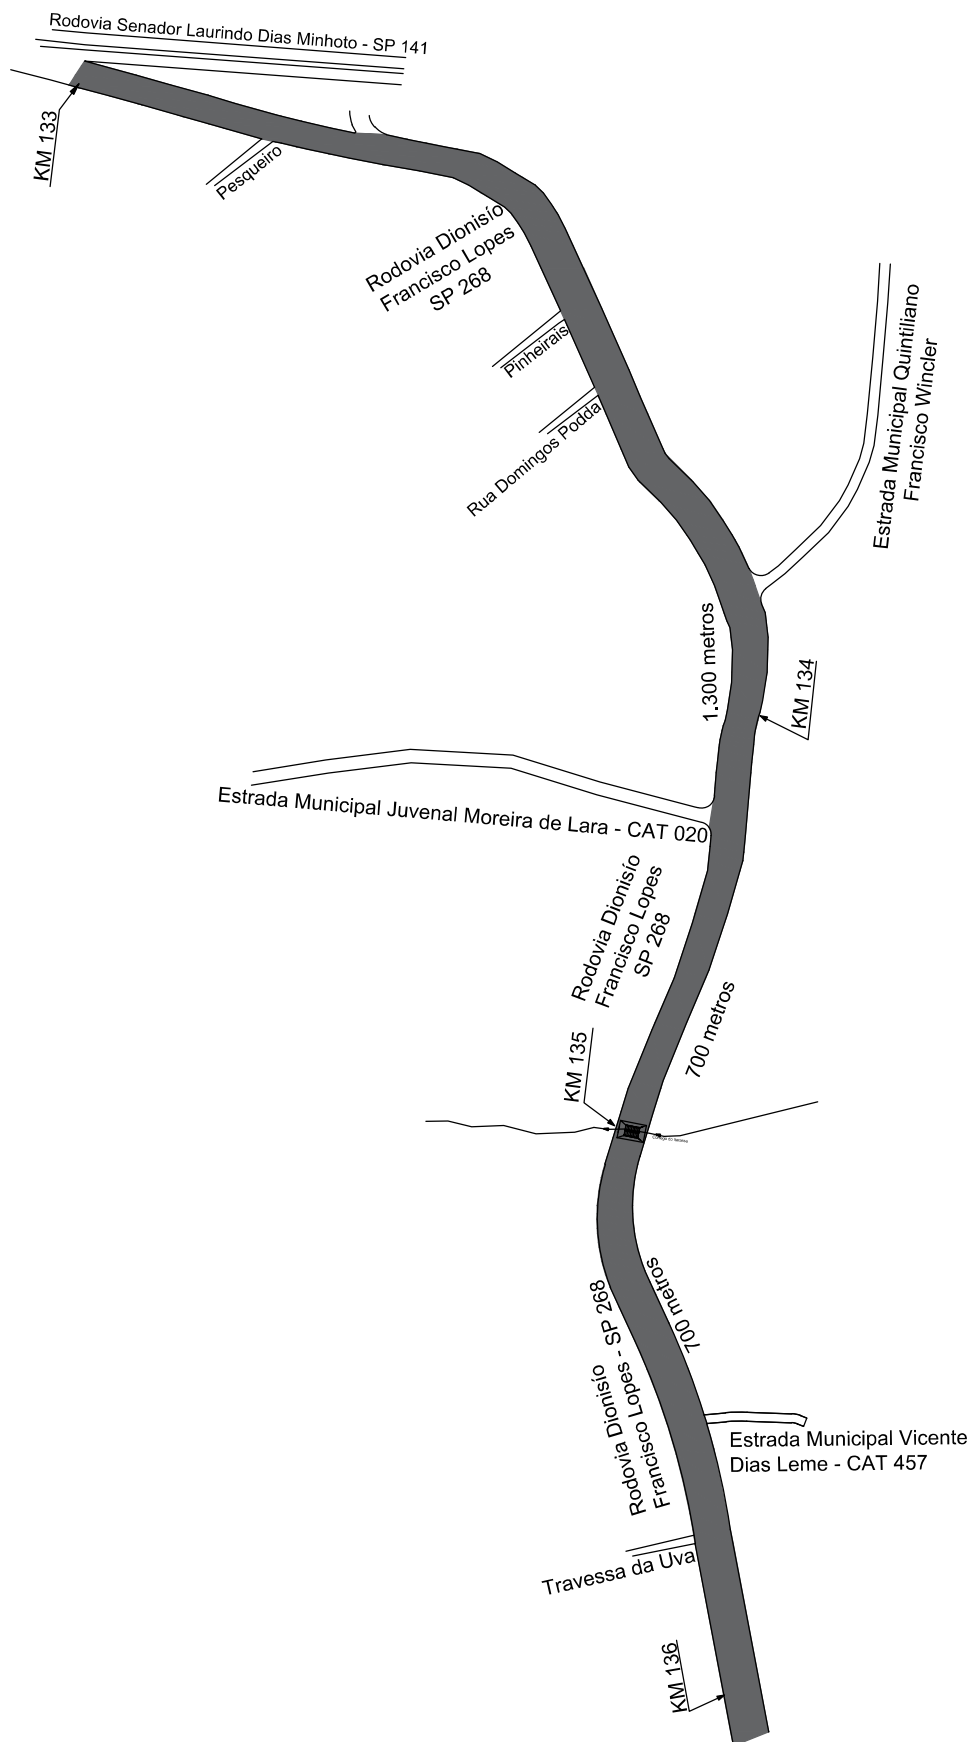 Rodovia Senador Laurindo Dias Minhoto - SP 141
KM 133
Pesqueiro
Rodovia Dionisío
Francisco Lopes
SP 268
Pinheirais
Rua Domingos Podda
Estrada Municipal Quintiliano
Francisco Wincler
1.300 metros
KM 134
Estrada Municipal Juvenal Moreira de Lara - CAT 020
Rodovia Dionisío
Francisco Lopes
SP 268
700 metros
KM 135
700 metros
Rodovia Dionisío
Francisco Lopes - SP 268
Estrada Municipal Vicente
Dias Leme - CAT 457
Travessa da Uva
KM 136